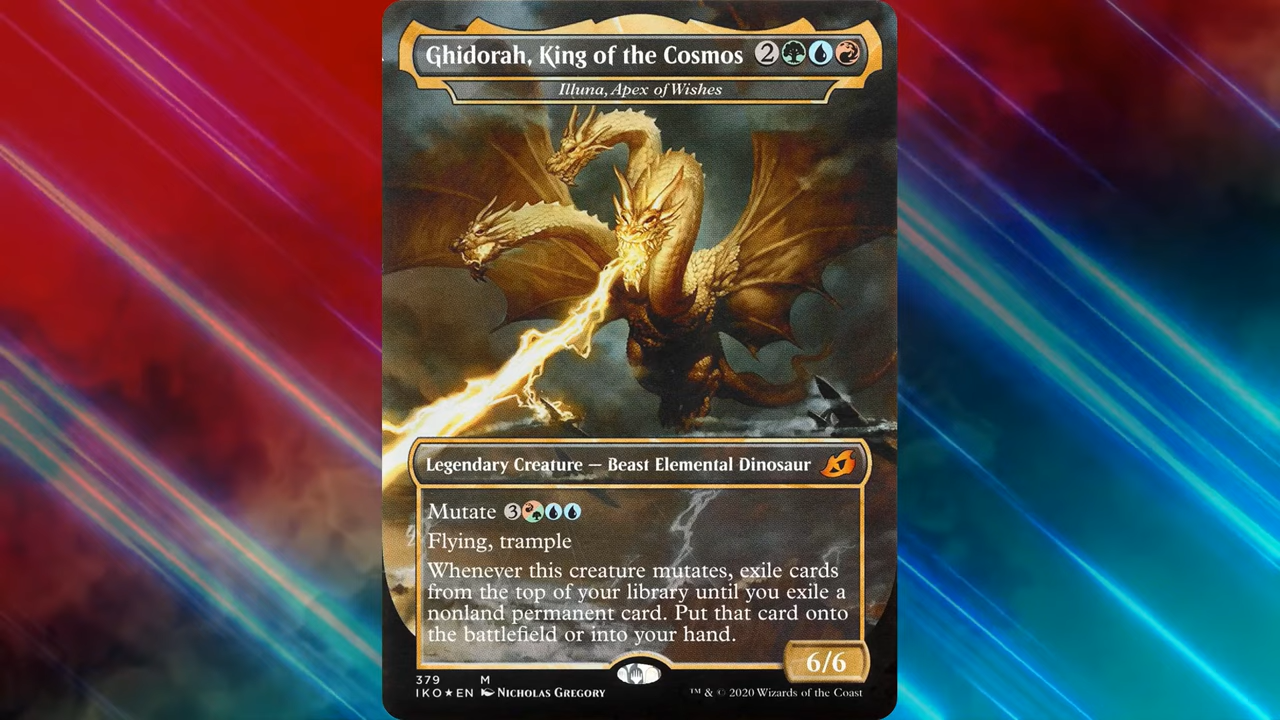 Ghidorah, King of the Cosmos 2
Illuna, Apex of Wishes
Legendary Creature — Beast Elemental Dinosaur
Mutate 3
Flying, trample
Whenever this creature mutates, exile cards
from the top of your library until you exile a
nonland permanent card. Put that card onto
the battlefield or into your hand.
6/6
379 M
IKO★EN Nicholas Gregory ™ & © 2020 Wizards of the Coast